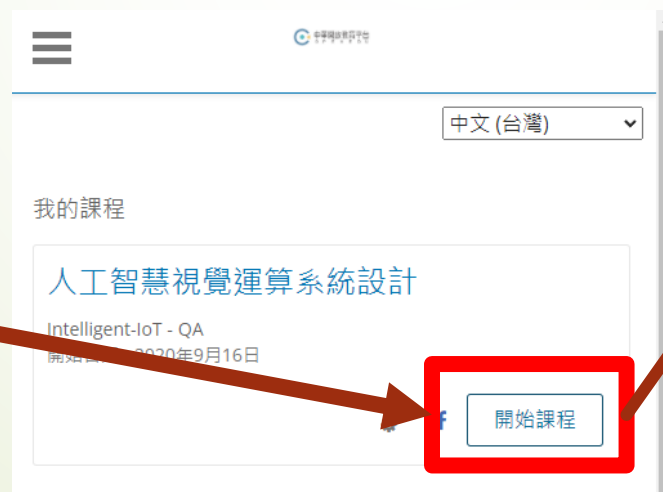 中文 (台灣)
我的課程
人工智慧視覺運算系統設計
Intelligent-IoT - QA
2020年9月16日
開始課程